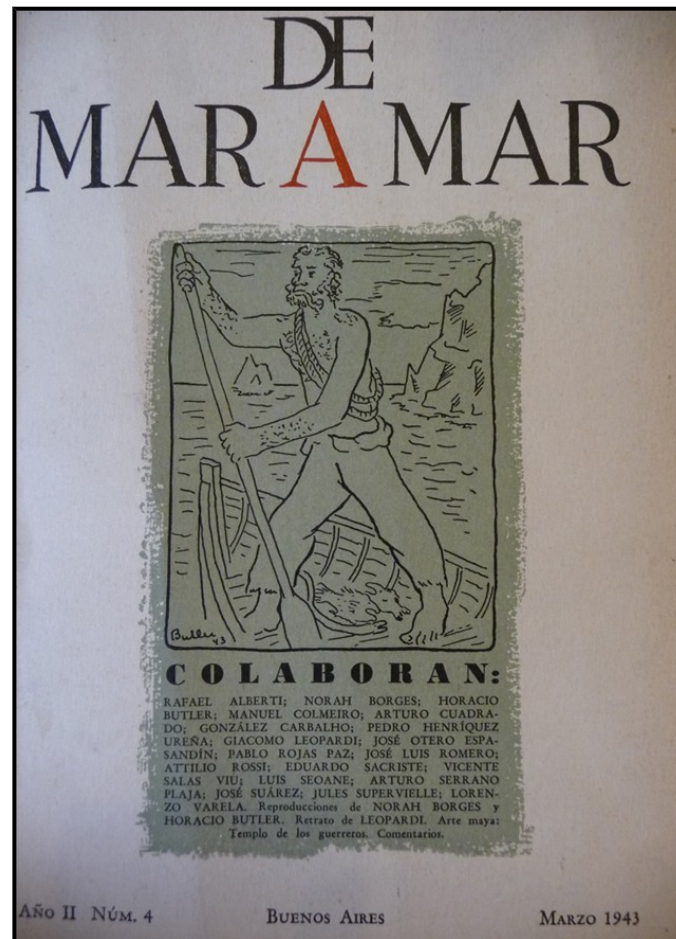 DE
MAR A MAR
Butler 43
COLABORAN:
RAFAEL ALBERTI; NORAH BORGES; HORACIO
BUTLER; MANUEL COLMEIRO; ARTURO CUADRA-
DO; GONZÁLEZ CARBALHO; PEDRO HENRÍQUEZ
UREÑA; GIACOMO LEOPARDI; JOSÉ OTERO ESPA-
SANDÍN; PABLO ROJAS PAZ; JOSÉ LUIS ROMERO;
ATTILIO ROSSI; EDUARDO SACRISTE; VICENTE
SALAS VIU; LUIS SEOANE; ARTURO SERRANO
PLAJA; JOSÉ SUÁREZ; JULES SUPERVIELLE; LOREN-
ZO VARELA. Reproducciones de NORAH BORGES y
HORACIO BUTLER. Retrato de LEOPARDI. Arte maya:
Templo de los guerreros. Comentarios.
AÑO II NÚM. 4 BUENOS AIRES MARZO 1943